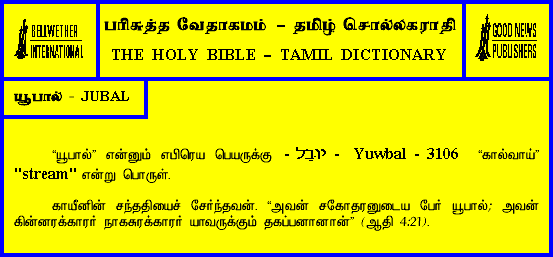 BELLWETHER
INTERNATIONAL
பரிசுத்த வேதாகமம் – தமிழ் சொல்லகராதி
THE HOLY BIBLE – TAMIL DICTIONARY
GOOD NEWS
PUBLISHERS
யூபால் - JUBAL
“யூபால்” என்னும் எபிரெய பெயருக்கு - יוּבָל - Yuwbal - 3106 “கால்வாய்”
"stream" என்று பொருள்.
காயீனின் சந்ததியைச் சேர்ந்தவன். “அவன் சகோதரனுடைய பேர் யூபால்; அவன்
கின்னரக்காரர் நாகசுரக்காரர் யாவருக்கும் தகப்பனானான்” (ஆதி 4:21).